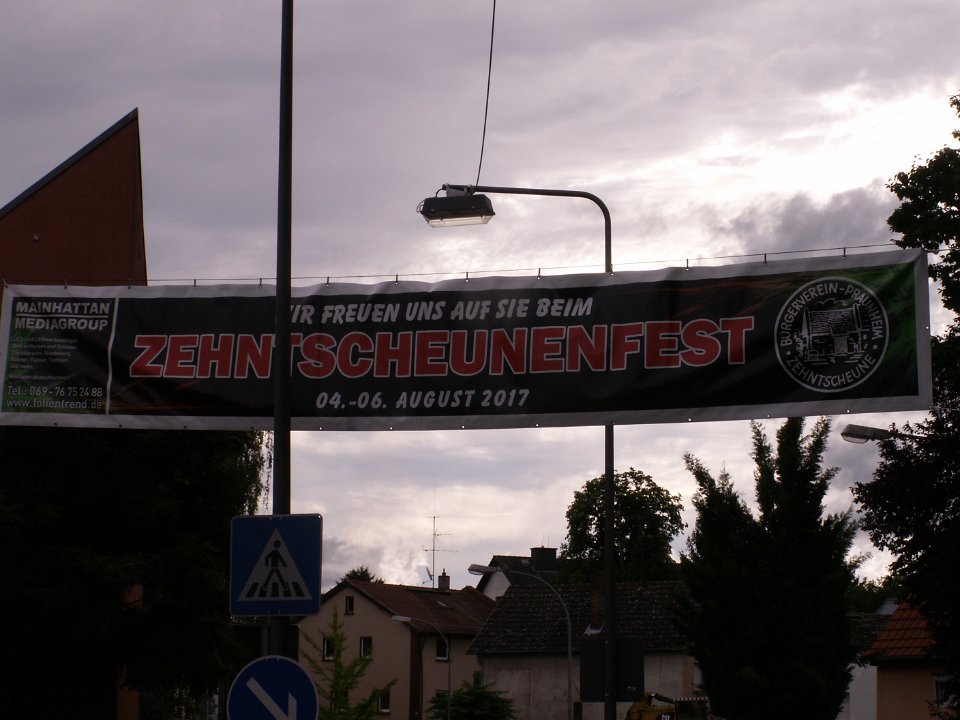 MAINHATTAN
MEDIAGROUP
Tel.: 069 - 76 75 24 88
www.folientrend.de
WIR FREUEN UNS AUF SIE BEIM
ZEHNTSCHEUNENFEST
04.-06. AUGUST 2017
BÜRGERVEREIN-PRAUNHEIM
ZEHNTSCHEUNE